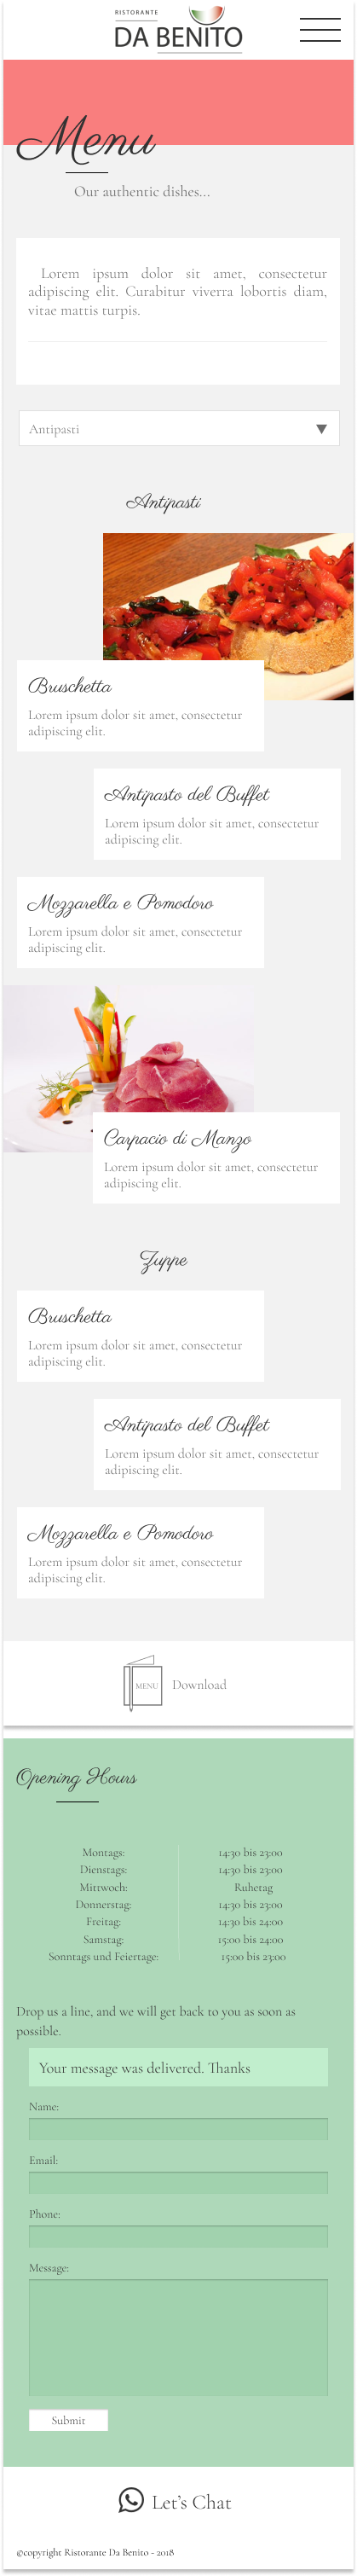 RISTORANTE
DA BENITO
Menu
Our authentic dishes...
Lorem ipsum dolor sit amet, consectetur
adipiscing elit. Curabitur viverra lobortis diam,
vitae mattis turpis.
Antipasti
Antipasti
Bruschetta
Lorem ipsum dolor sit amet, consectetur
adipiscing elit.
Antipasto del Buffet
Lorem ipsum dolor sit amet, consectetur
adipiscing elit.
Mozzarella e Pomodoro
Lorem ipsum dolor sit amet, consectetur
adipiscing elit.
Carpacio di Manzo
Lorem ipsum dolor sit amet, consectetur
adipiscing elit.
Zuppe
Bruschetta
Lorem ipsum dolor sit amet, consectetur
adipiscing elit.
Antipasto del Buffet
Lorem ipsum dolor sit amet, consectetur
adipiscing elit.
Mozzarella e Pomodoro
Lorem ipsum dolor sit amet, consectetur
adipiscing elit.
MENU Download
Opening Hours
Montags: 14:30 bis 23:00
Dienstags: 14:30 bis 23:00
Mittwoch: Ruhetag
Donnerstag: 14:30 bis 23:00
Freitag: 14:30 bis 24:00
Samstag: 15:00 bis 24:00
Sonntags und Feiertage: 15:00 bis 23:00
Drop us a line, and we will get back to you as soon as
possible.
Your message was delivered. Thanks
Name:
Email:
Phone:
Message:
Submit
Let's Chat
©copyright Ristorante Da Benito - 2018